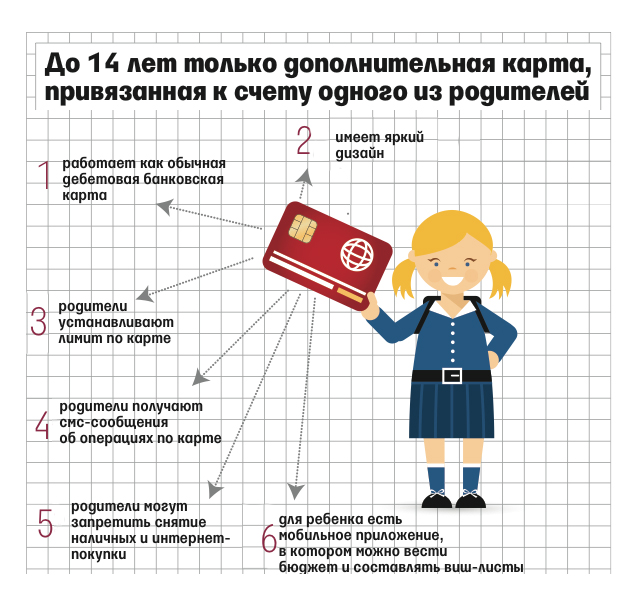 До 14 лет только дополнительная карта,
привязанная к счету одного из родителей
1
работает как обычная
дебетовая банковская
карта
2
имеет яркий
дизайн
3
родители
устанавливают
лимит по карте
4
родители получают
смс-сообщения
об операциях по карте
5
родители могут
запретить снятие
наличных и интернет-
покупки
6
для ребенка есть
мобильное приложение,
в котором можно вести
бюджет и составлять виш-листы